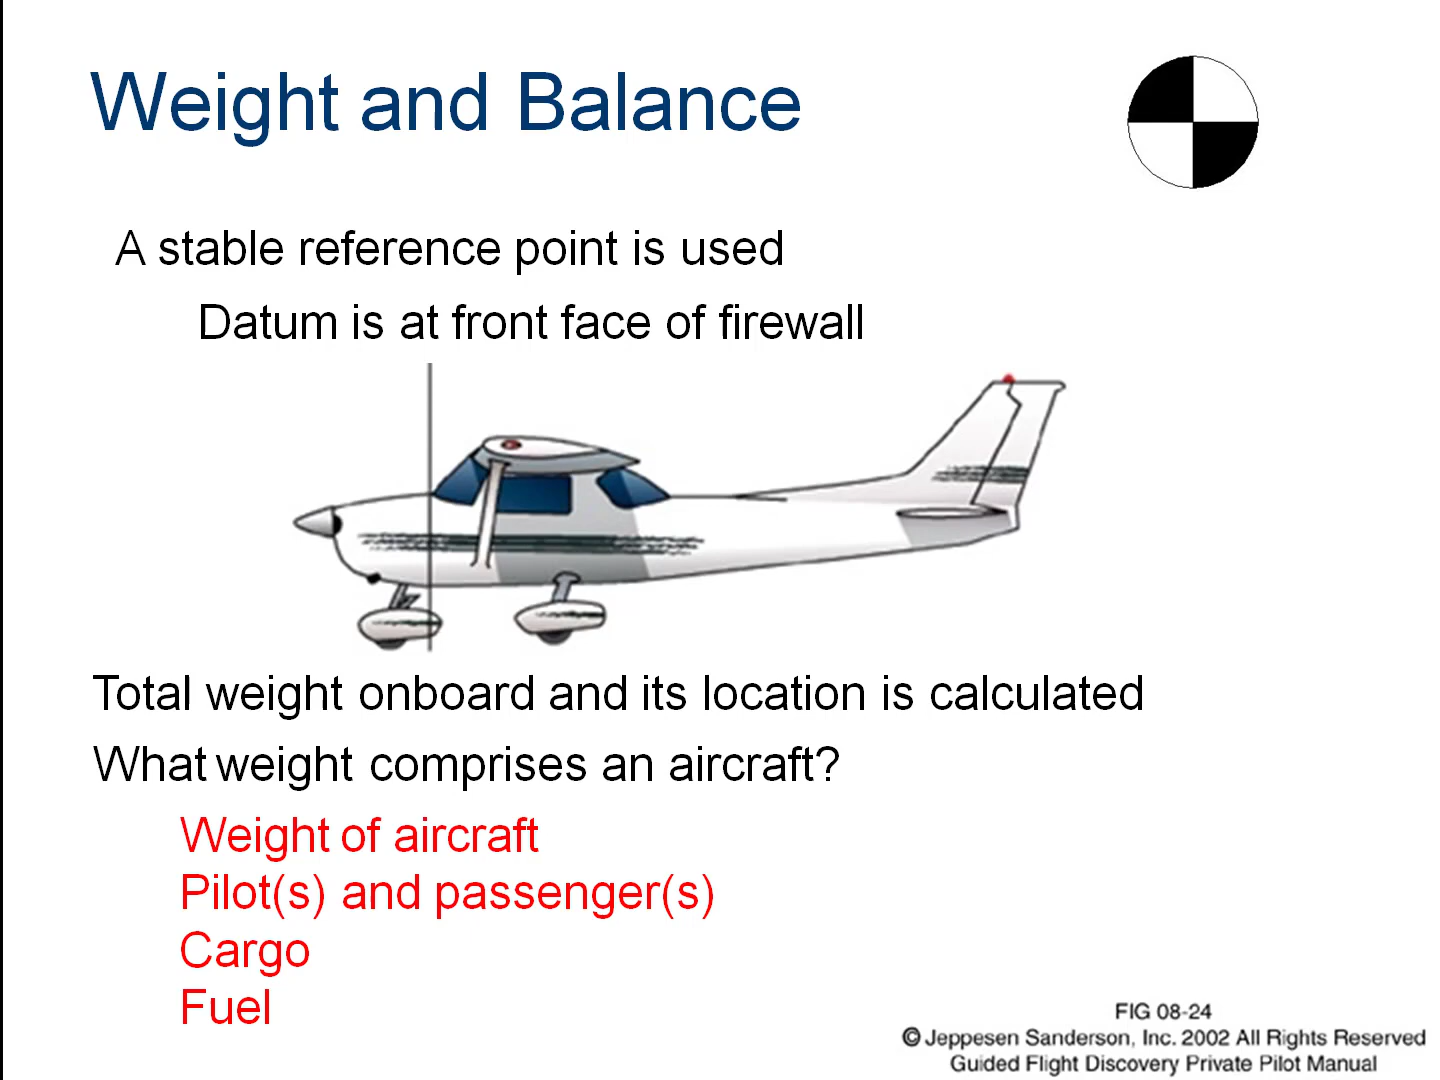 Weight and Balance
A stable reference point is used
Datum is at front face of firewall
Total weight onboard and its location is calculated
What weight comprises an aircraft?
Weight of aircraft
Pilot(s) and passenger(s)
Cargo
Fuel
FIG 08-24
© Jeppesen Sanderson, Inc. 2002 All Rights Reserved
Guided Flight Discovery Private Pilot Manual